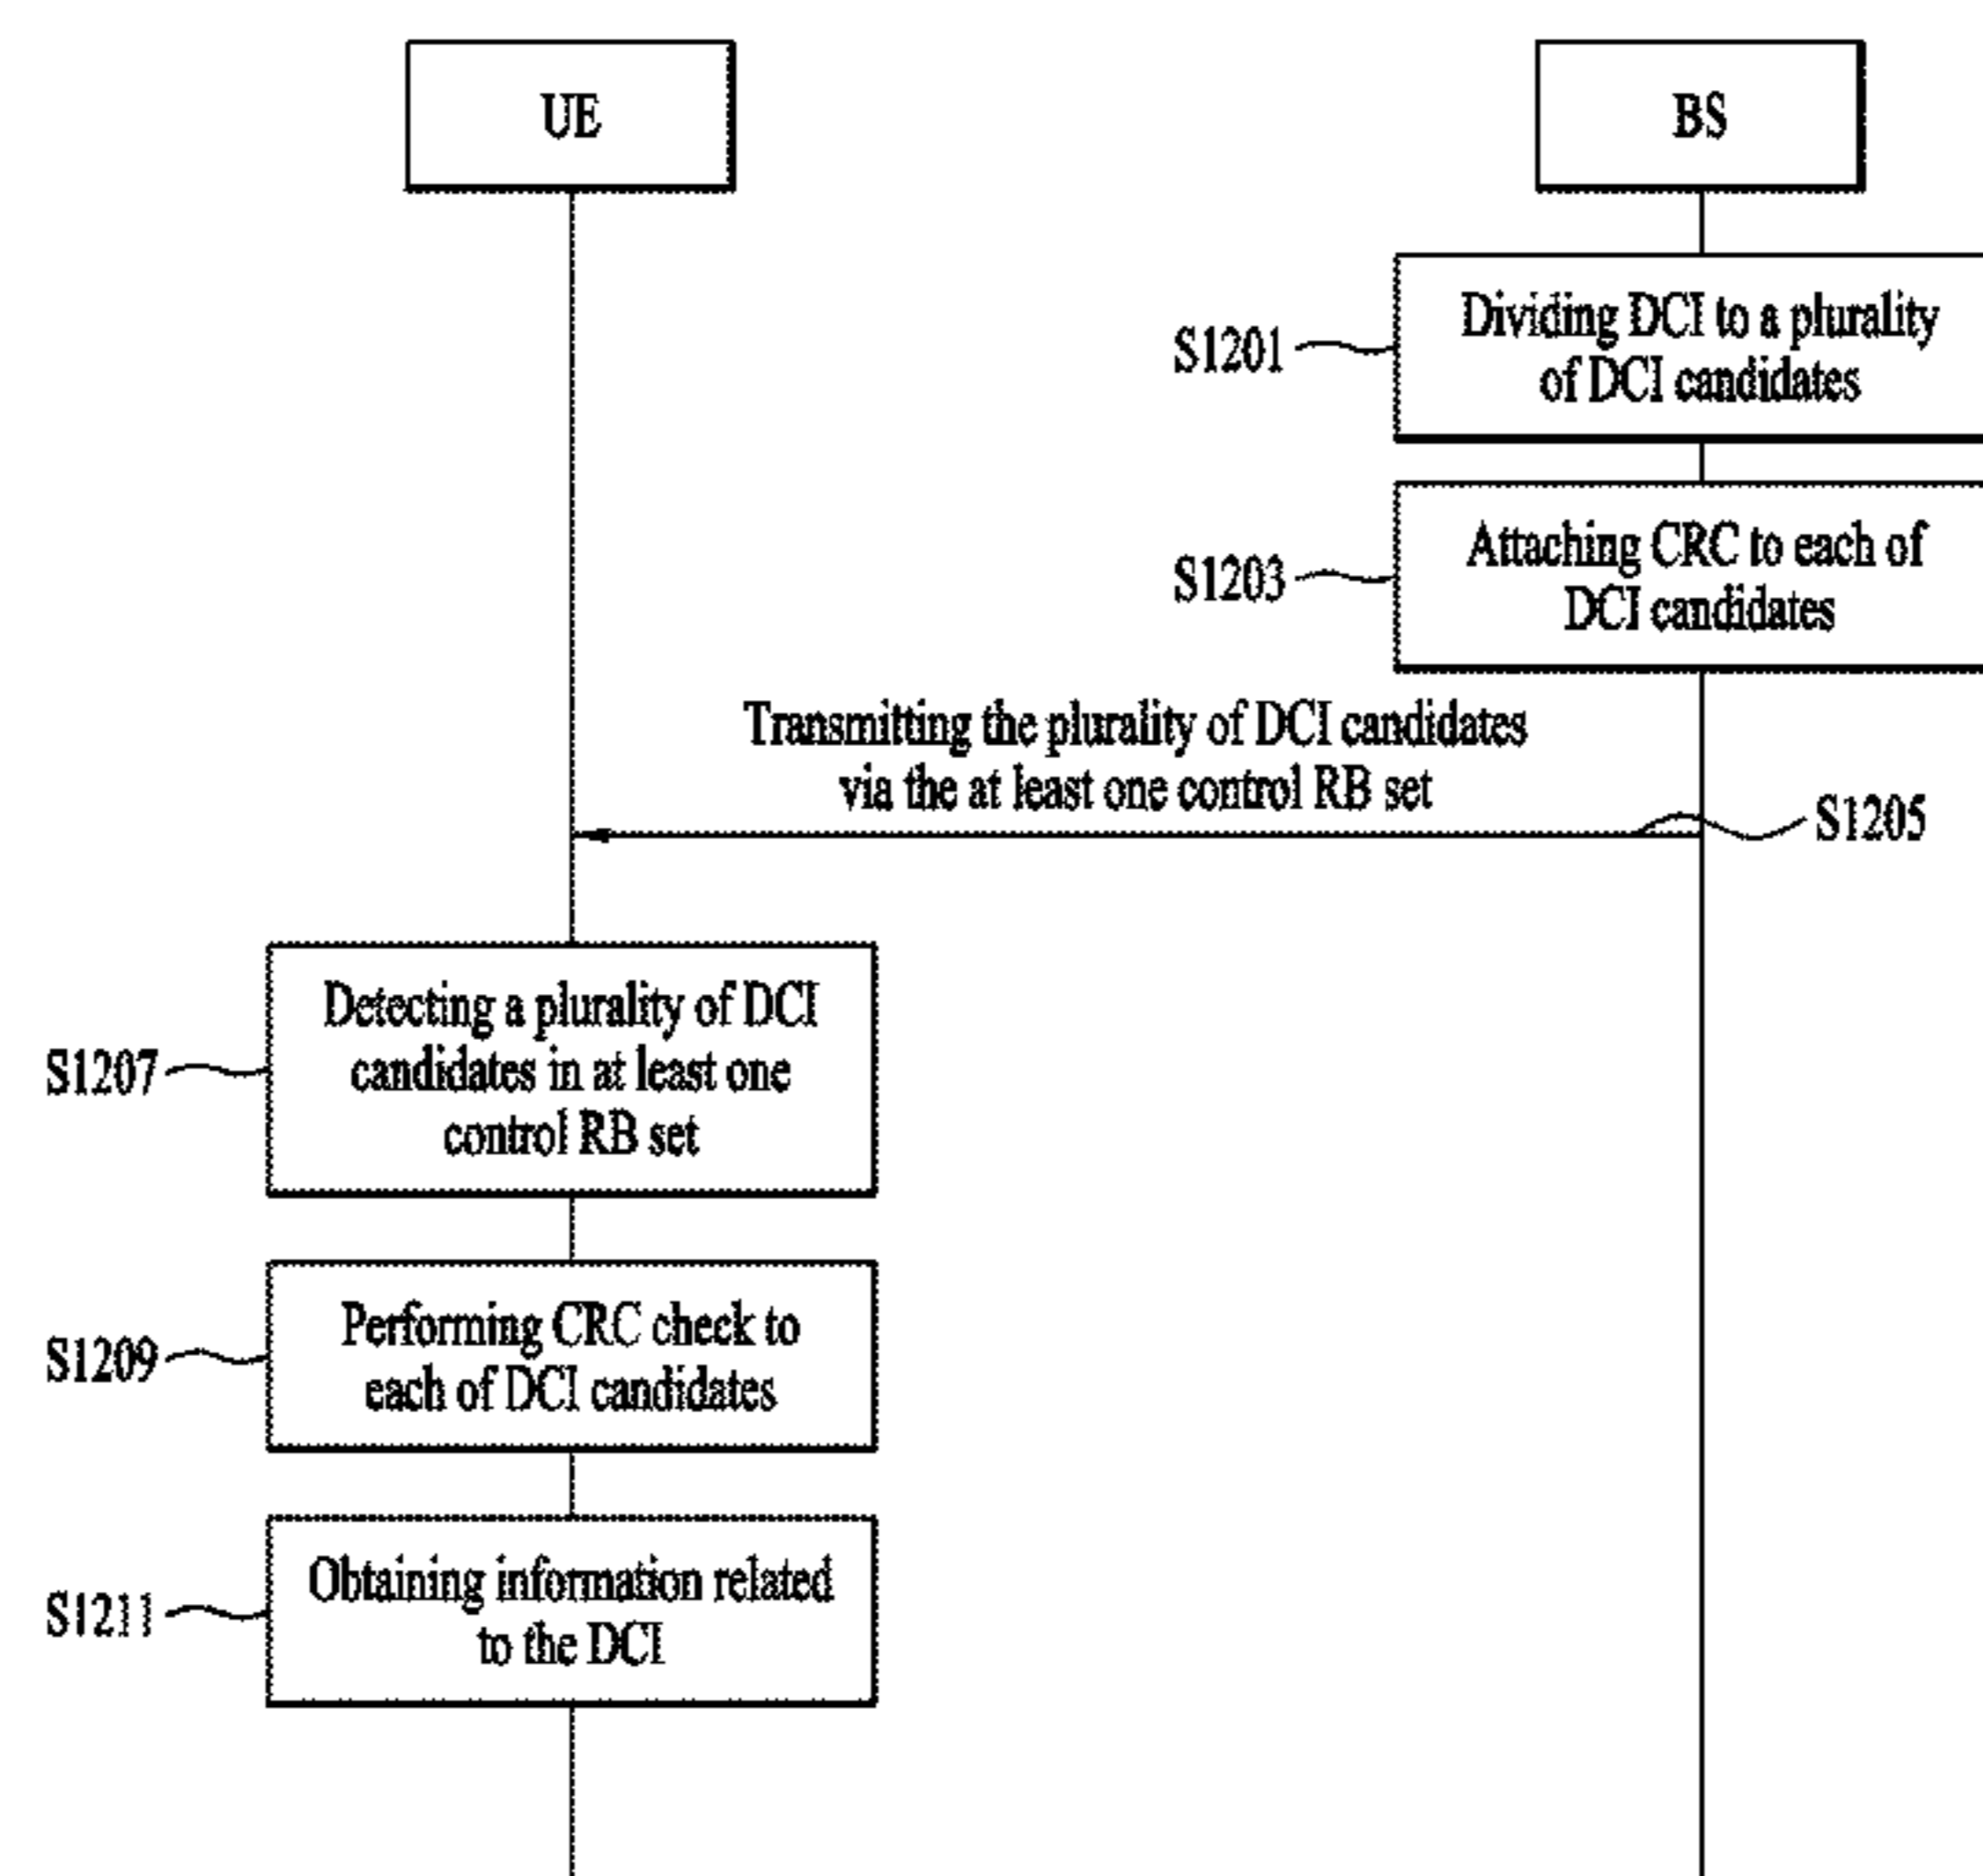 UE
BS
S1201
Dividing DCI to a plurality
of DCI candidates
S1203
Attaching CRC to each of
DCI candidates
Transmitting the plurality of DCI candidates
via the at least one control RB set
S1205
S1207
Detecting a plurality of DCI
candidates in at least one
control RB set
S1209
Performing CRC check to
each of DCI candidates
S1211
Obtaining information related
to the DCI